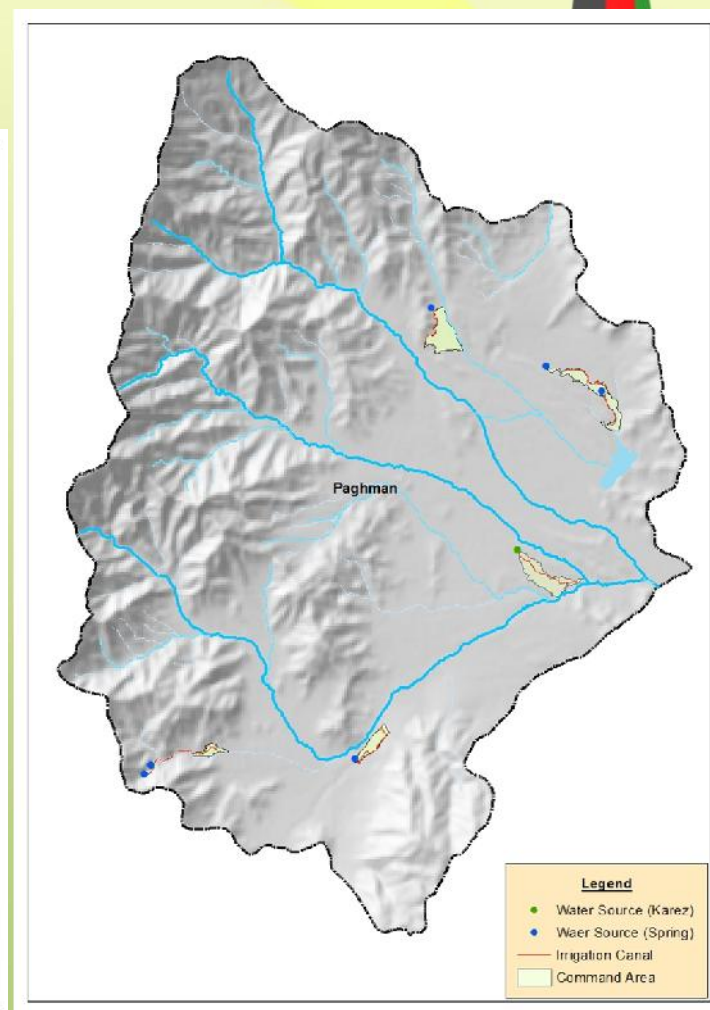 Paghman
Legend
Water Source (Karez)
Waer Source (Spring)
Irrigation Canal
Command Area